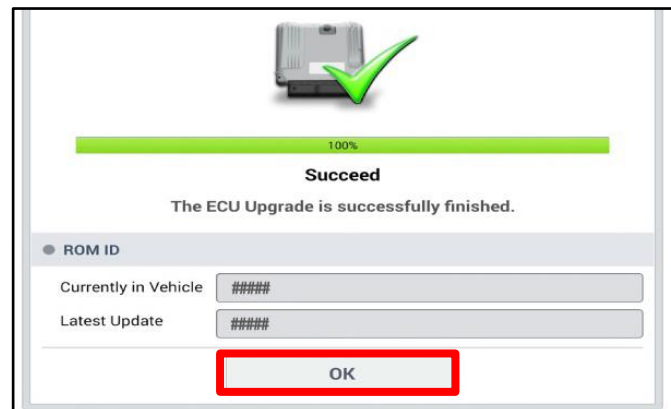 100%
Succeed
The ECU Upgrade is successfully finished.
ROM ID
Currently in Vehicle #####
Latest Update #####
OK